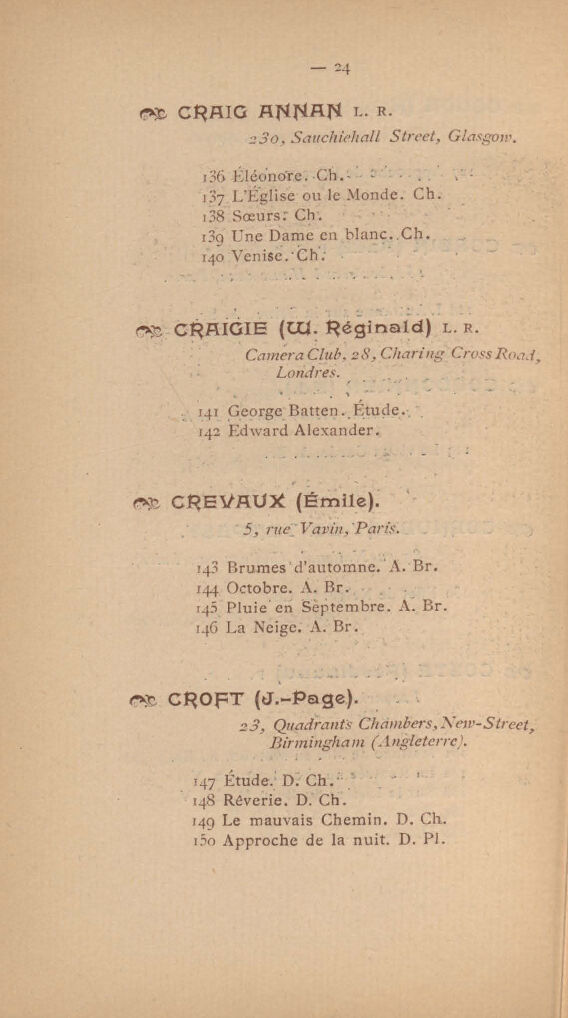 — 24
CRAIG ANNAN L. R.
230, Sauchiehall Street, Glasgow.
136 Éléonore. Ch.
137 L'Église ou le Monde. Ch.
138 Sœurs. Ch.
139 Une Dame en blanc. Ch.
140 Venise. Ch.
CRAIGIE (W. Réginald) L. R.
Camera Club, 28, Charing Cross Road,
Londres.
141 George Batten. Étude.
142 Edward Alexander.
CREVAUX (Émile).
5, rue Vavin, Paris.
143 Brumes d'automne. A. Br.
144 Octobre. A. Br.
145 Pluie en Septembre. A. Br.
146 La Neige. A. Br.
CROFT (J.-Page).
23, Quadrants Chambers, New-Street,
Birmingham (Angleterre).
147 Étude. D. Ch.
148 Rêverie. D. Ch.
149 Le mauvais Chemin. D. Ch.
150 Approche de la nuit. D. Pl.